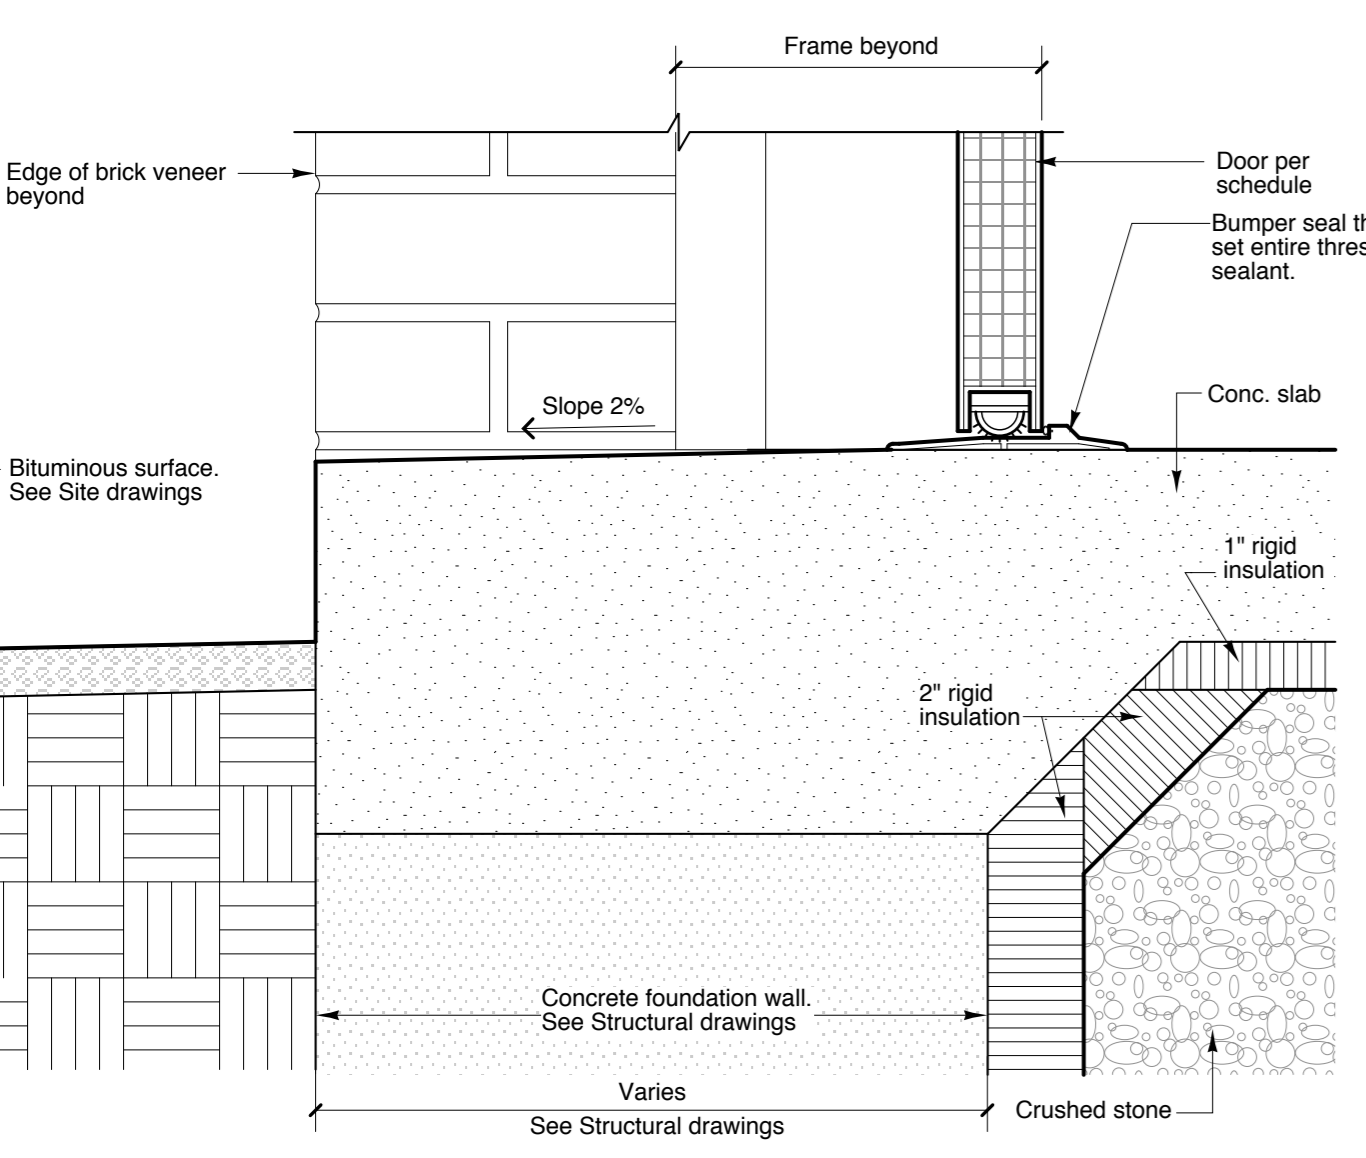 Frame beyond
Edge of brick veneer
beyond
Door per
schedule
Bumper seal
set entire
sealant.
Slope 2%
Conc. slab
Bituminous surface.
See Site drawings
1" rigid
insulation
2" rigid
insulation
Concrete foundation wall.
See Structural drawings
Varies
See Structural drawings
Crushed stone